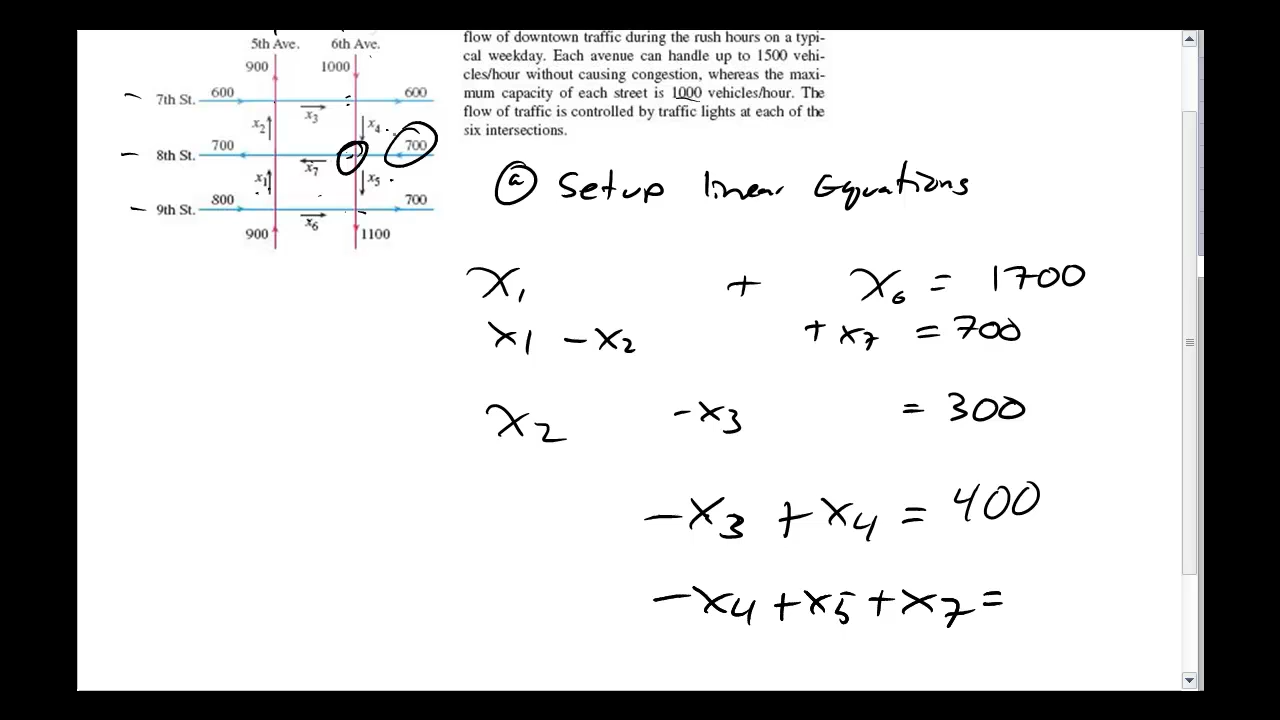 flow of downtown traffic during the rush hours on a typi-
cal weekday. Each avenue can handle up to 1500 vehi-
cles/hour without causing congestion, whereas the maxi-
mum capacity of each street is 1000 vehicles/hour. The
flow of traffic is controlled by traffic lights at each of the
six intersections.
5th Ave. 6th Ave.
900 1000
7th St. 600 600
x3
x2 x4
8th St. 700 700
x7
x1 x5
9th St. 800 700
x6
900 1100
a Setup linear Equations
x1 + x6 = 1700
x1 - x2 + x7 = 700
x2 - x3 = 300
-x3 + x4 = 400
-x4 + x5 + x7 =